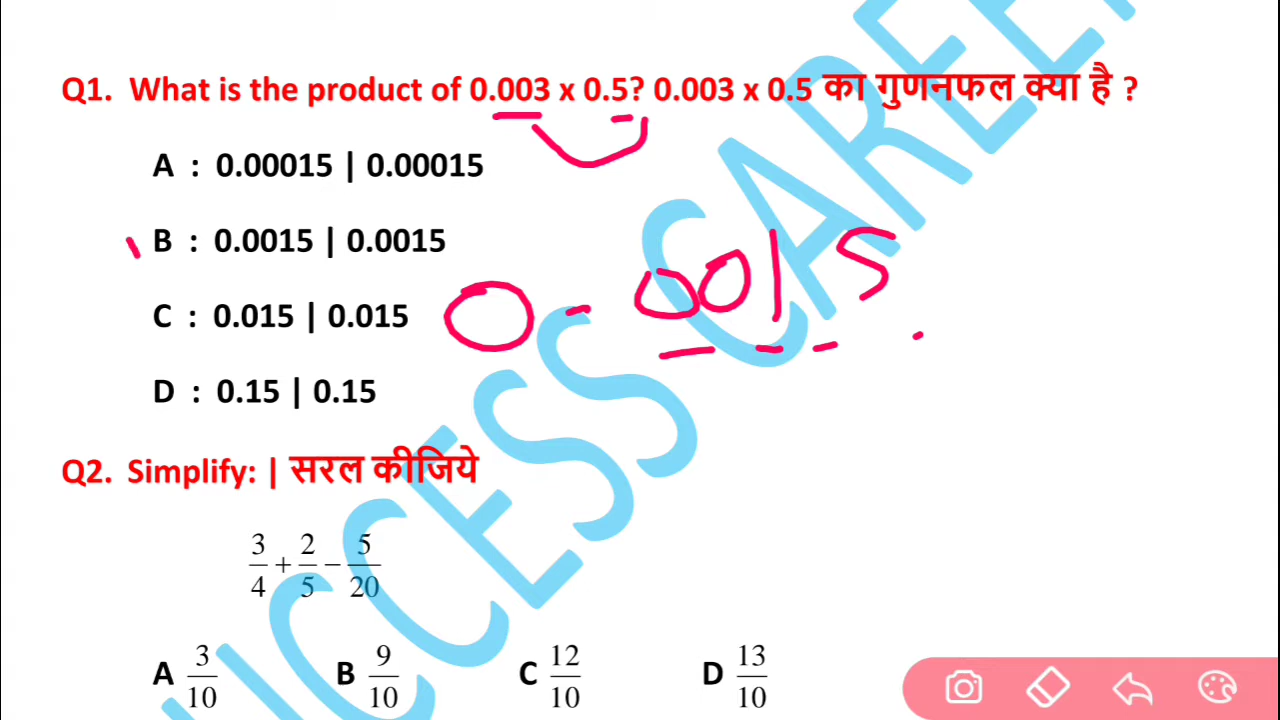 Q1. What is the product of 0.003 x 0.5? 0.003 x 0.5 का गुणनफल क्या है ?
A : 0.00015 | 0.00015
B : 0.0015 | 0.0015
C : 0.015 | 0.015
0 - 0015
D : 0.15 | 0.15
Q2. Simplify: | सरल कीजिये
3/4 + 2/5 − 5/20
A 3/10 B 9/10 C 12/10 D 13/10
UCCESS CAREER